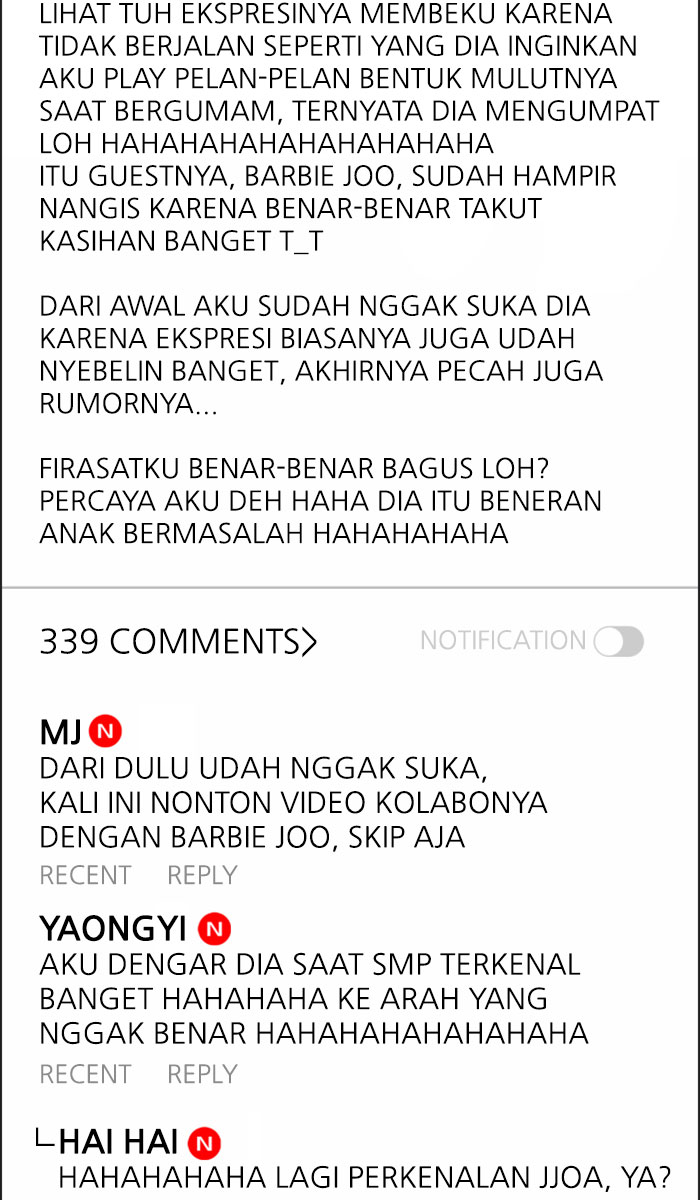 LIHAT TUH EKSPRESINYA MEMBEKU KARENA
TIDAK BERJALAN SEPERTI YANG DIA INGINKAN
AKU PLAY PELAN-PELAN BENTUK MULUTNYA
SAAT BERGUMAM, TERNYATA DIA MENGUMPAT
LOH HAHAHAHAHAHAHAHAHAHA
ITU GUESTNYA, BARBIE JOO, SUDAH HAMPIR
NANGIS KARENA BENAR-BENAR TAKUT
KASIHAN BANGET T_T
DARI AWAL AKU SUDAH NGGAK SUKA DIA
KARENA EKSPRESI BIASANYA JUGA UDAH
NYEBELIN BANGET, AKHIRNYA PECAH JUGA
RUMORNYA...
FIRASATKU BENAR-BENAR BAGUS LOH?
PERCAYA AKU DEH HAHA DIA ITU BENERAN
ANAK BERMASALAH HAHAHAHAHA
339 COMMENTS> NOTIFICATION
MJ N
DARI DULU UDAH NGGAK SUKA,
KALI INI NONTON VIDEO KOLABONYA
DENGAN BARBIE JOO, SKIP AJA
RECENT REPLY
YAONGYI N
AKU DENGAR DIA SAAT SMP TERKENAL
BANGET HAHAHAHA KE ARAH YANG
NGGAK BENAR HAHAHAHAHAHAHAHA
RECENT REPLY
HAI HAI N
HAHAHAHAHA LAGI PERKENALAN JJOA, YA?